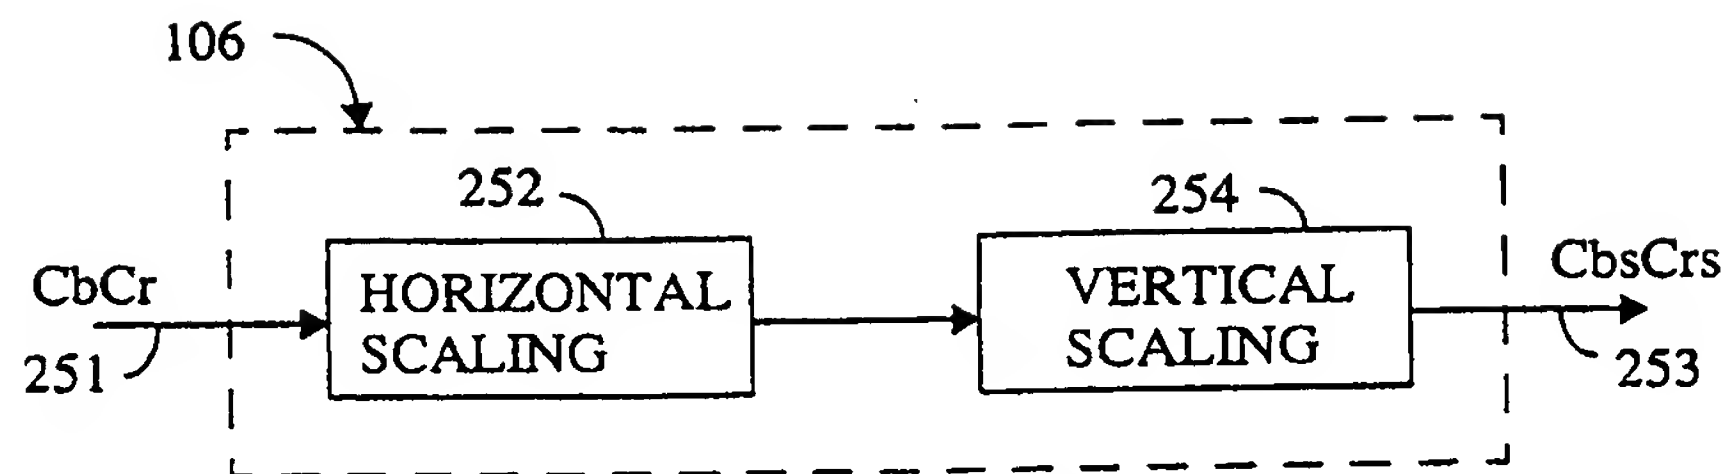 106
252
254
CbCr
HORIZONTAL
SCALING
VERTICAL
SCALING
CbsCrs
251
253